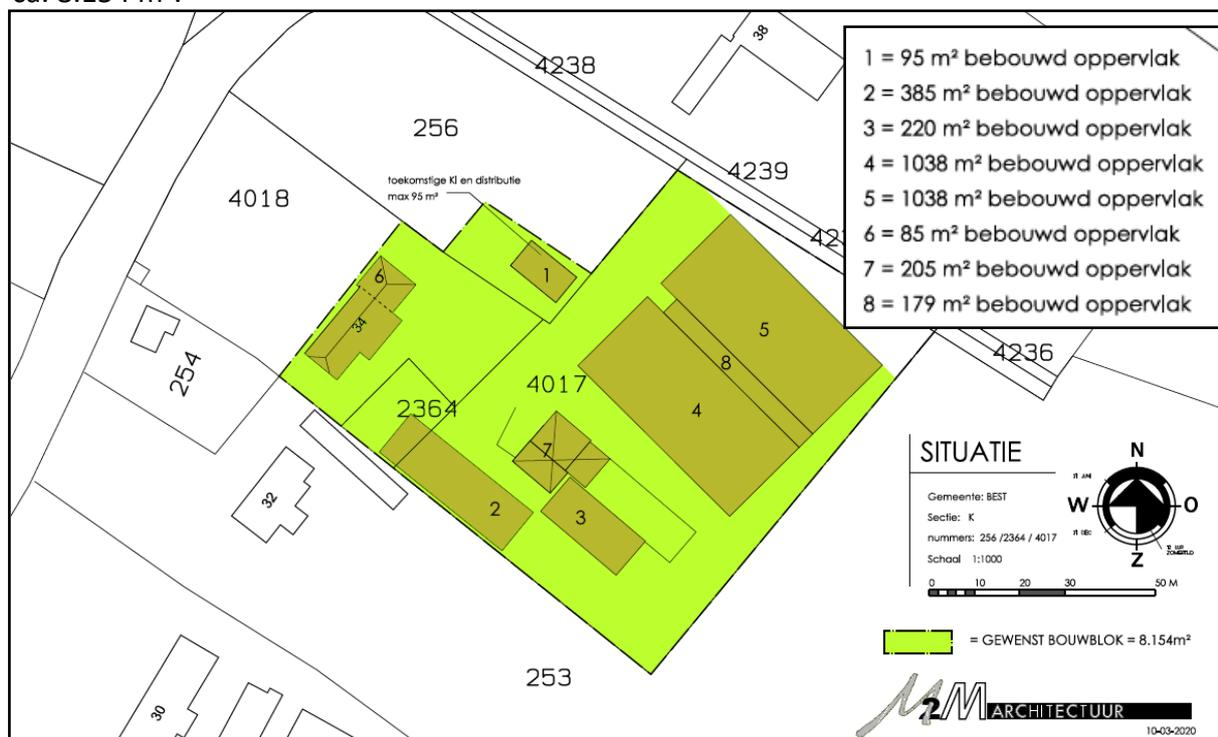 ca. 8.154 m².
38
4238
256
4239
4018
toekomstige KI en distributie
max 95 m²
1
6
34
5
8
4017
4
4236
254
2364
7
2
3
32
253
30
1 = 95 m² bebouwd oppervlak
2 = 385 m² bebouwd oppervlak
3 = 220 m² bebouwd oppervlak
4 = 1038 m² bebouwd oppervlak
5 = 1038 m² bebouwd oppervlak
6 = 85 m² bebouwd oppervlak
7 = 205 m² bebouwd oppervlak
8 = 179 m² bebouwd oppervlak
SITUATIE
Gemeente: BEST
Sectie: K
nummers: 256 /2364 / 4017
Schaal 1:1000
N
W
O
Z
0 10 20 30 50 M
= GEWENST BOUWBLOK = 8.154m²
M2M ARCHITECTUUR
10-03-2020